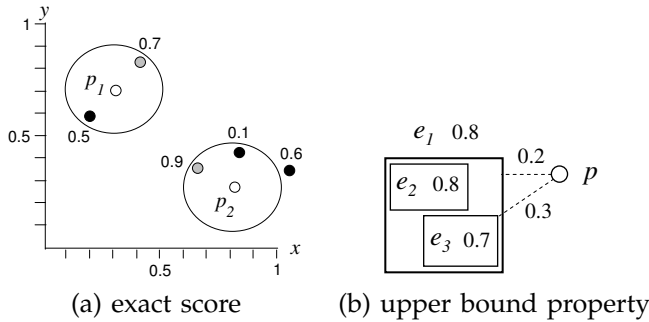 y
1
0.7
p1
0.5
0.5
0.1
0.6
0.9
p2
x
0.5
1
(a) exact score
e1 0.8
0.2
p
e2 0.8
0.3
e3 0.7
(b) upper bound property